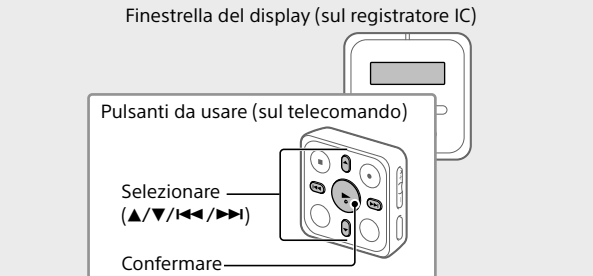 Finestrella del display (sul registratore IC)
Pulsanti da usare (sul telecomando)
Selezionare
(▲/▼/⏮/⏭)
Confermare